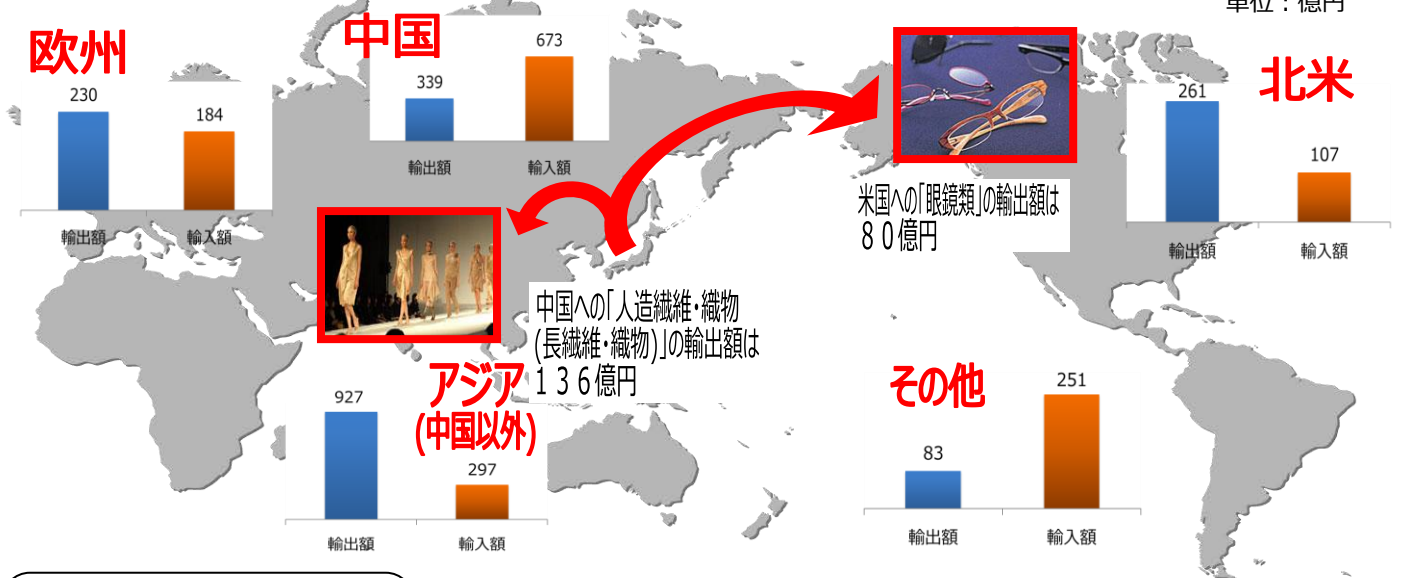 単位：億円
欧州
230
184
輸出額
輸入額
中国
339
673
輸出額
輸入額
北米
261
107
輸出額
輸入額
米国への「眼鏡類」の輸出額は
８０億円
中国への「人造繊維・織物
(長繊維・織物)」の輸出額は
１３６億円
アジア
(中国以外)
927
297
輸出額
輸入額
その他
83
251
輸出額
輸入額